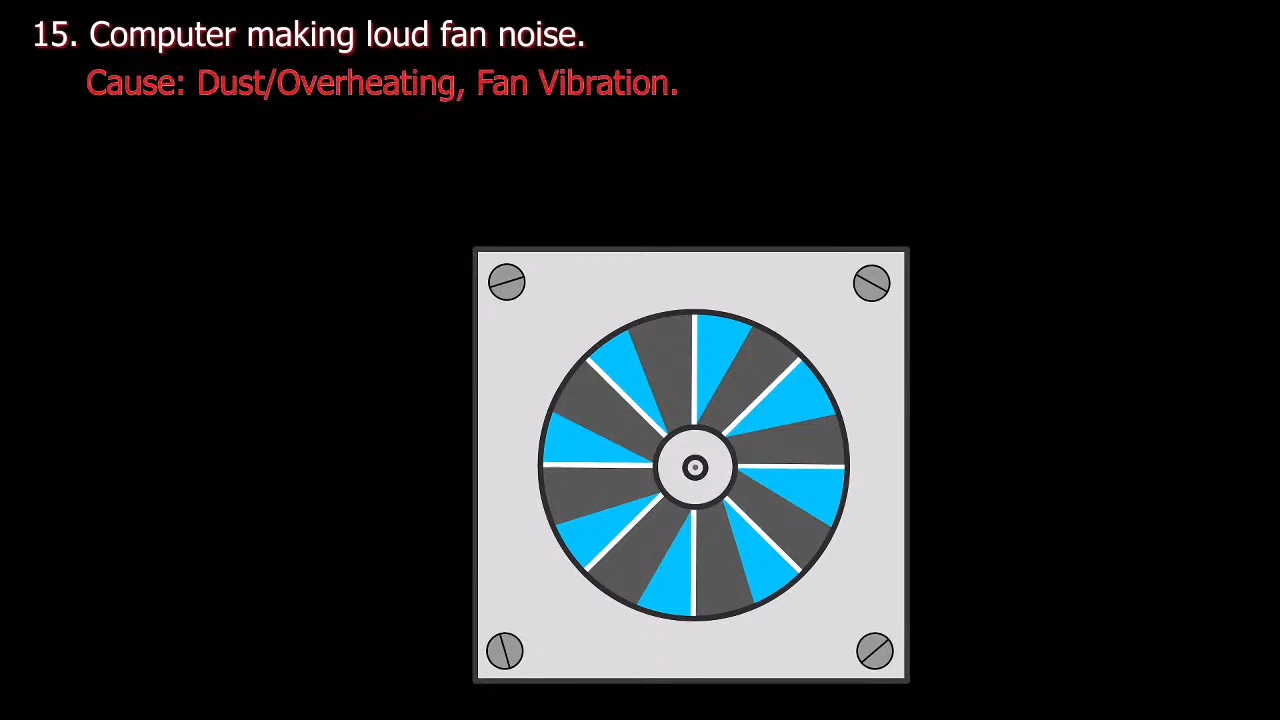 15. Computer making loud fan noise.
Cause: Dust/Overheating, Fan Vibration.